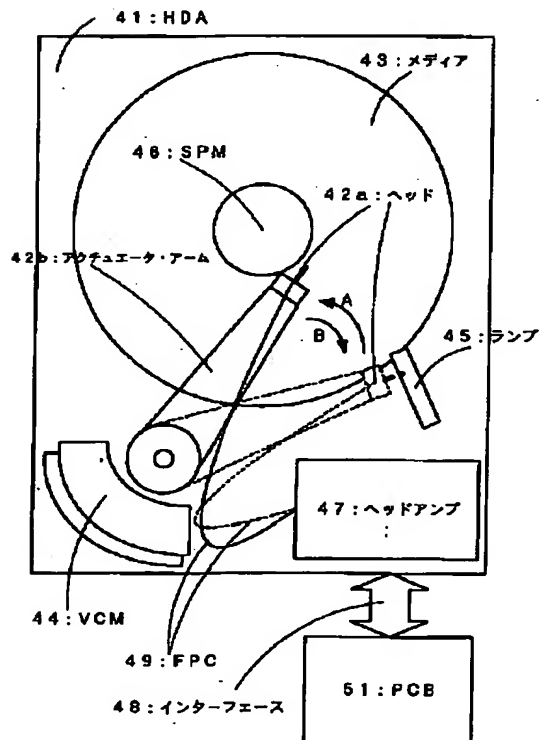 41:HDA
43:メディア
46:SPM
42a:ヘッド
42b:アクチュエータ・アーム
A
B
45:ランプ
47:ヘッドアンプ
:
44:VCM
49:FPC
48:インターフェース
51:PCB